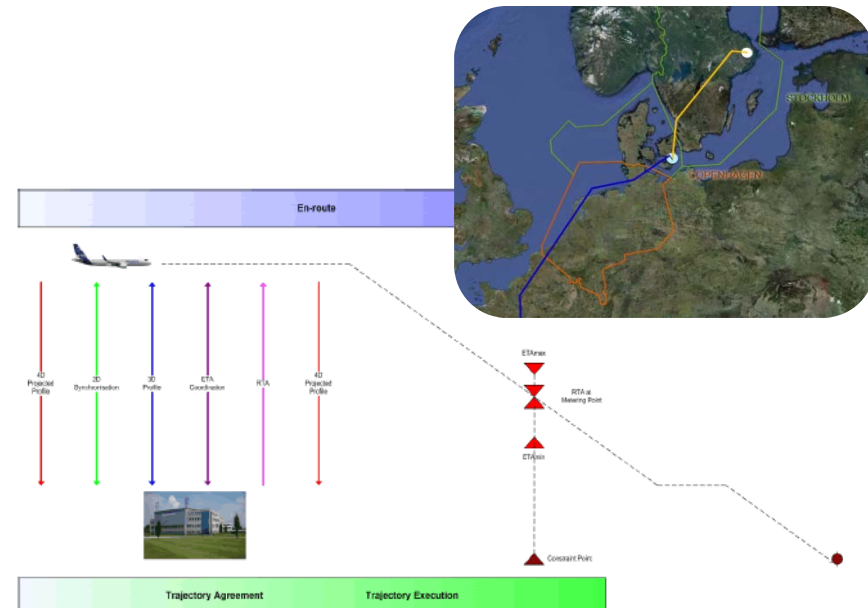 STOCKHOLM
COPENHAGEN
En-route
4D
Projected
Profile
2D
Synchronisation
3D
Profile
ETA
Coordination
RTA
4D
Projected
Profile
ETAmax
RTA at
Metering Point
ETAmin
Constraint Point
Trajectory Agreement
Trajectory Execution